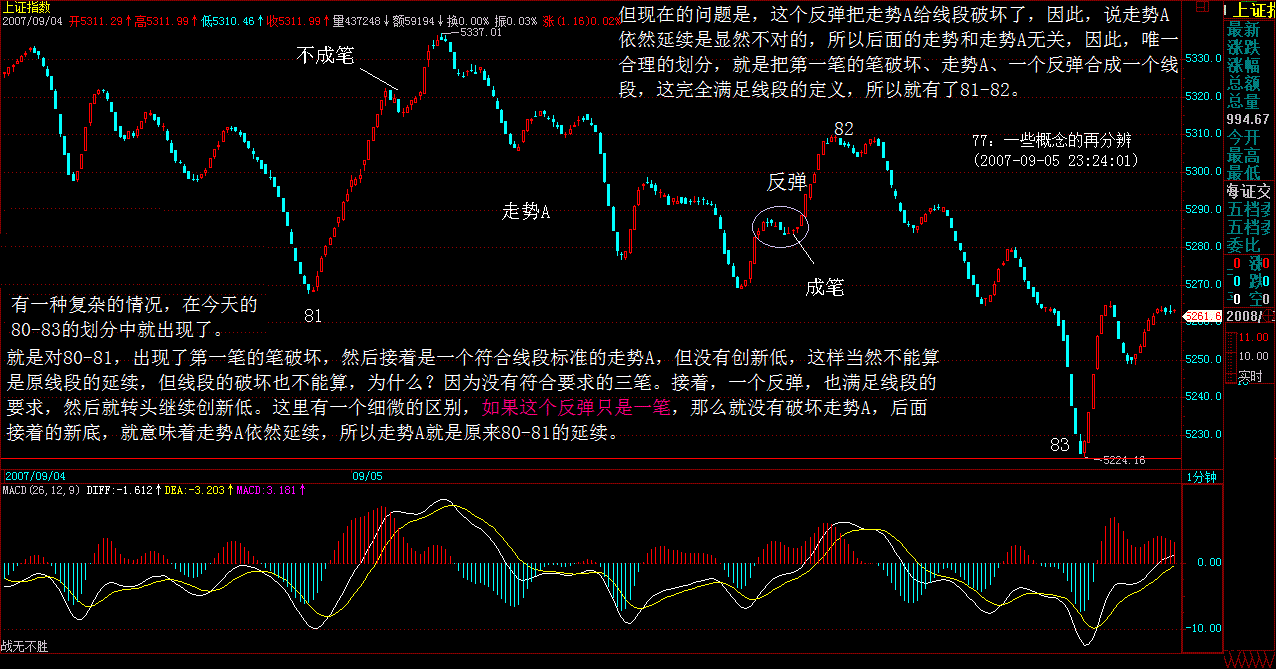 上证指数
2007/09/04 开5311.29↑高5311.99↑低5310.46↑收5311.99↑量437248↓额59194↓换0.00% 振0.03% 涨(1.16)0.02%
但现在的问题是，这个反弹把走势A给线段破坏了，因此，说走势A
依然延续是显然不对的，所以后面的走势和走势A无关，因此，唯一
合理的划分，就是把第一笔的笔破坏、走势A、一个反弹合成一个线
段，这完全满足线段的定义，所以就有了81-82。
不成笔
5337.01
77：一些概念的再分辨
(2007-09-05 23:24:01)
82
反弹
走势A
成笔
81
有一种复杂的情况，在今天的
80-83的划分中就出现了。
就是对80-81，出现了第一笔的笔破坏，然后接着是一个符合线段标准的走势A，但没有创新低，这样当然不能算
是原线段的延续，但线段的破坏也不能算，为什么？因为没有符合要求的三笔。接着，一个反弹，也满足线段的
要求，然后就转头继续创新低。这里有一个细微的区别，如果这个反弹只是一笔，那么就没有破坏走势A，后面
接着的新底，就意味着走势A依然延续，所以走势A就是原来80-81的延续。
83
5224.16
5330.0
5320.0
5310.0
5300.0
5290.0
5280.0
5270.0
5261.6
5260.0
5250.0
5240.0
5230.0
2007/09/04
09/05
1分钟
MACD(26,12,9) DIFF:-1.612↑DEA:-3.203↑MACD:3.181↑
0.00
-10.00
战无不胜
上证指
最新
涨跌
涨幅
总额
总量
994.67
今开
最高
最低
海证交
五档
五档
委比
0 涨0
0 跌0
0 空0
2008/
11.00
10.00
实时